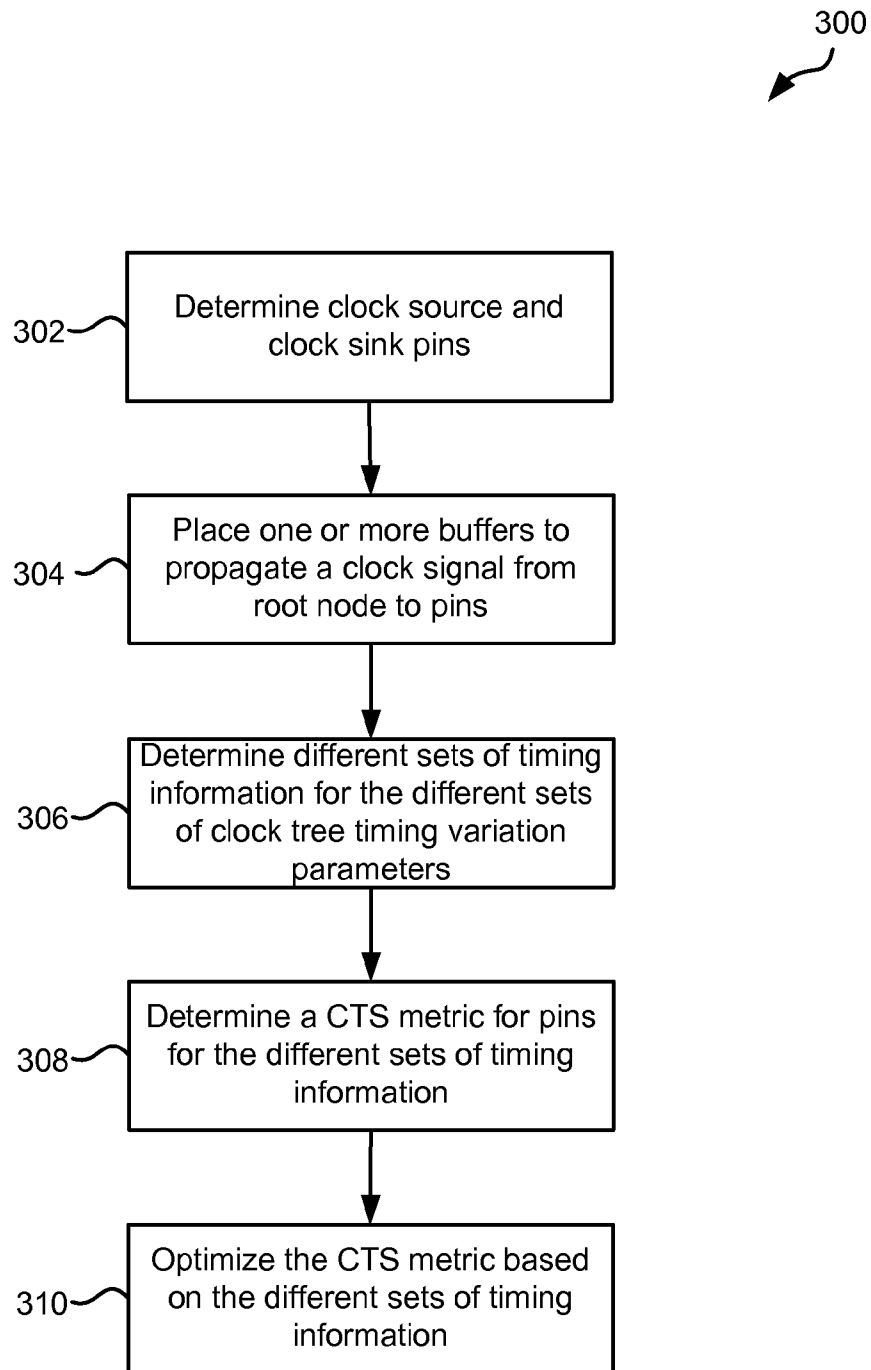 300
302
Determine clock source and
clock sink pins
304
Place one or more buffers to
propagate a clock signal from
root node to pins
306
Determine different sets of timing
information for the different sets
of clock tree timing variation
parameters
308
Determine a CTS metric for pins
for the different sets of timing
information
310
Optimize the CTS metric based
on the different sets of timing
information